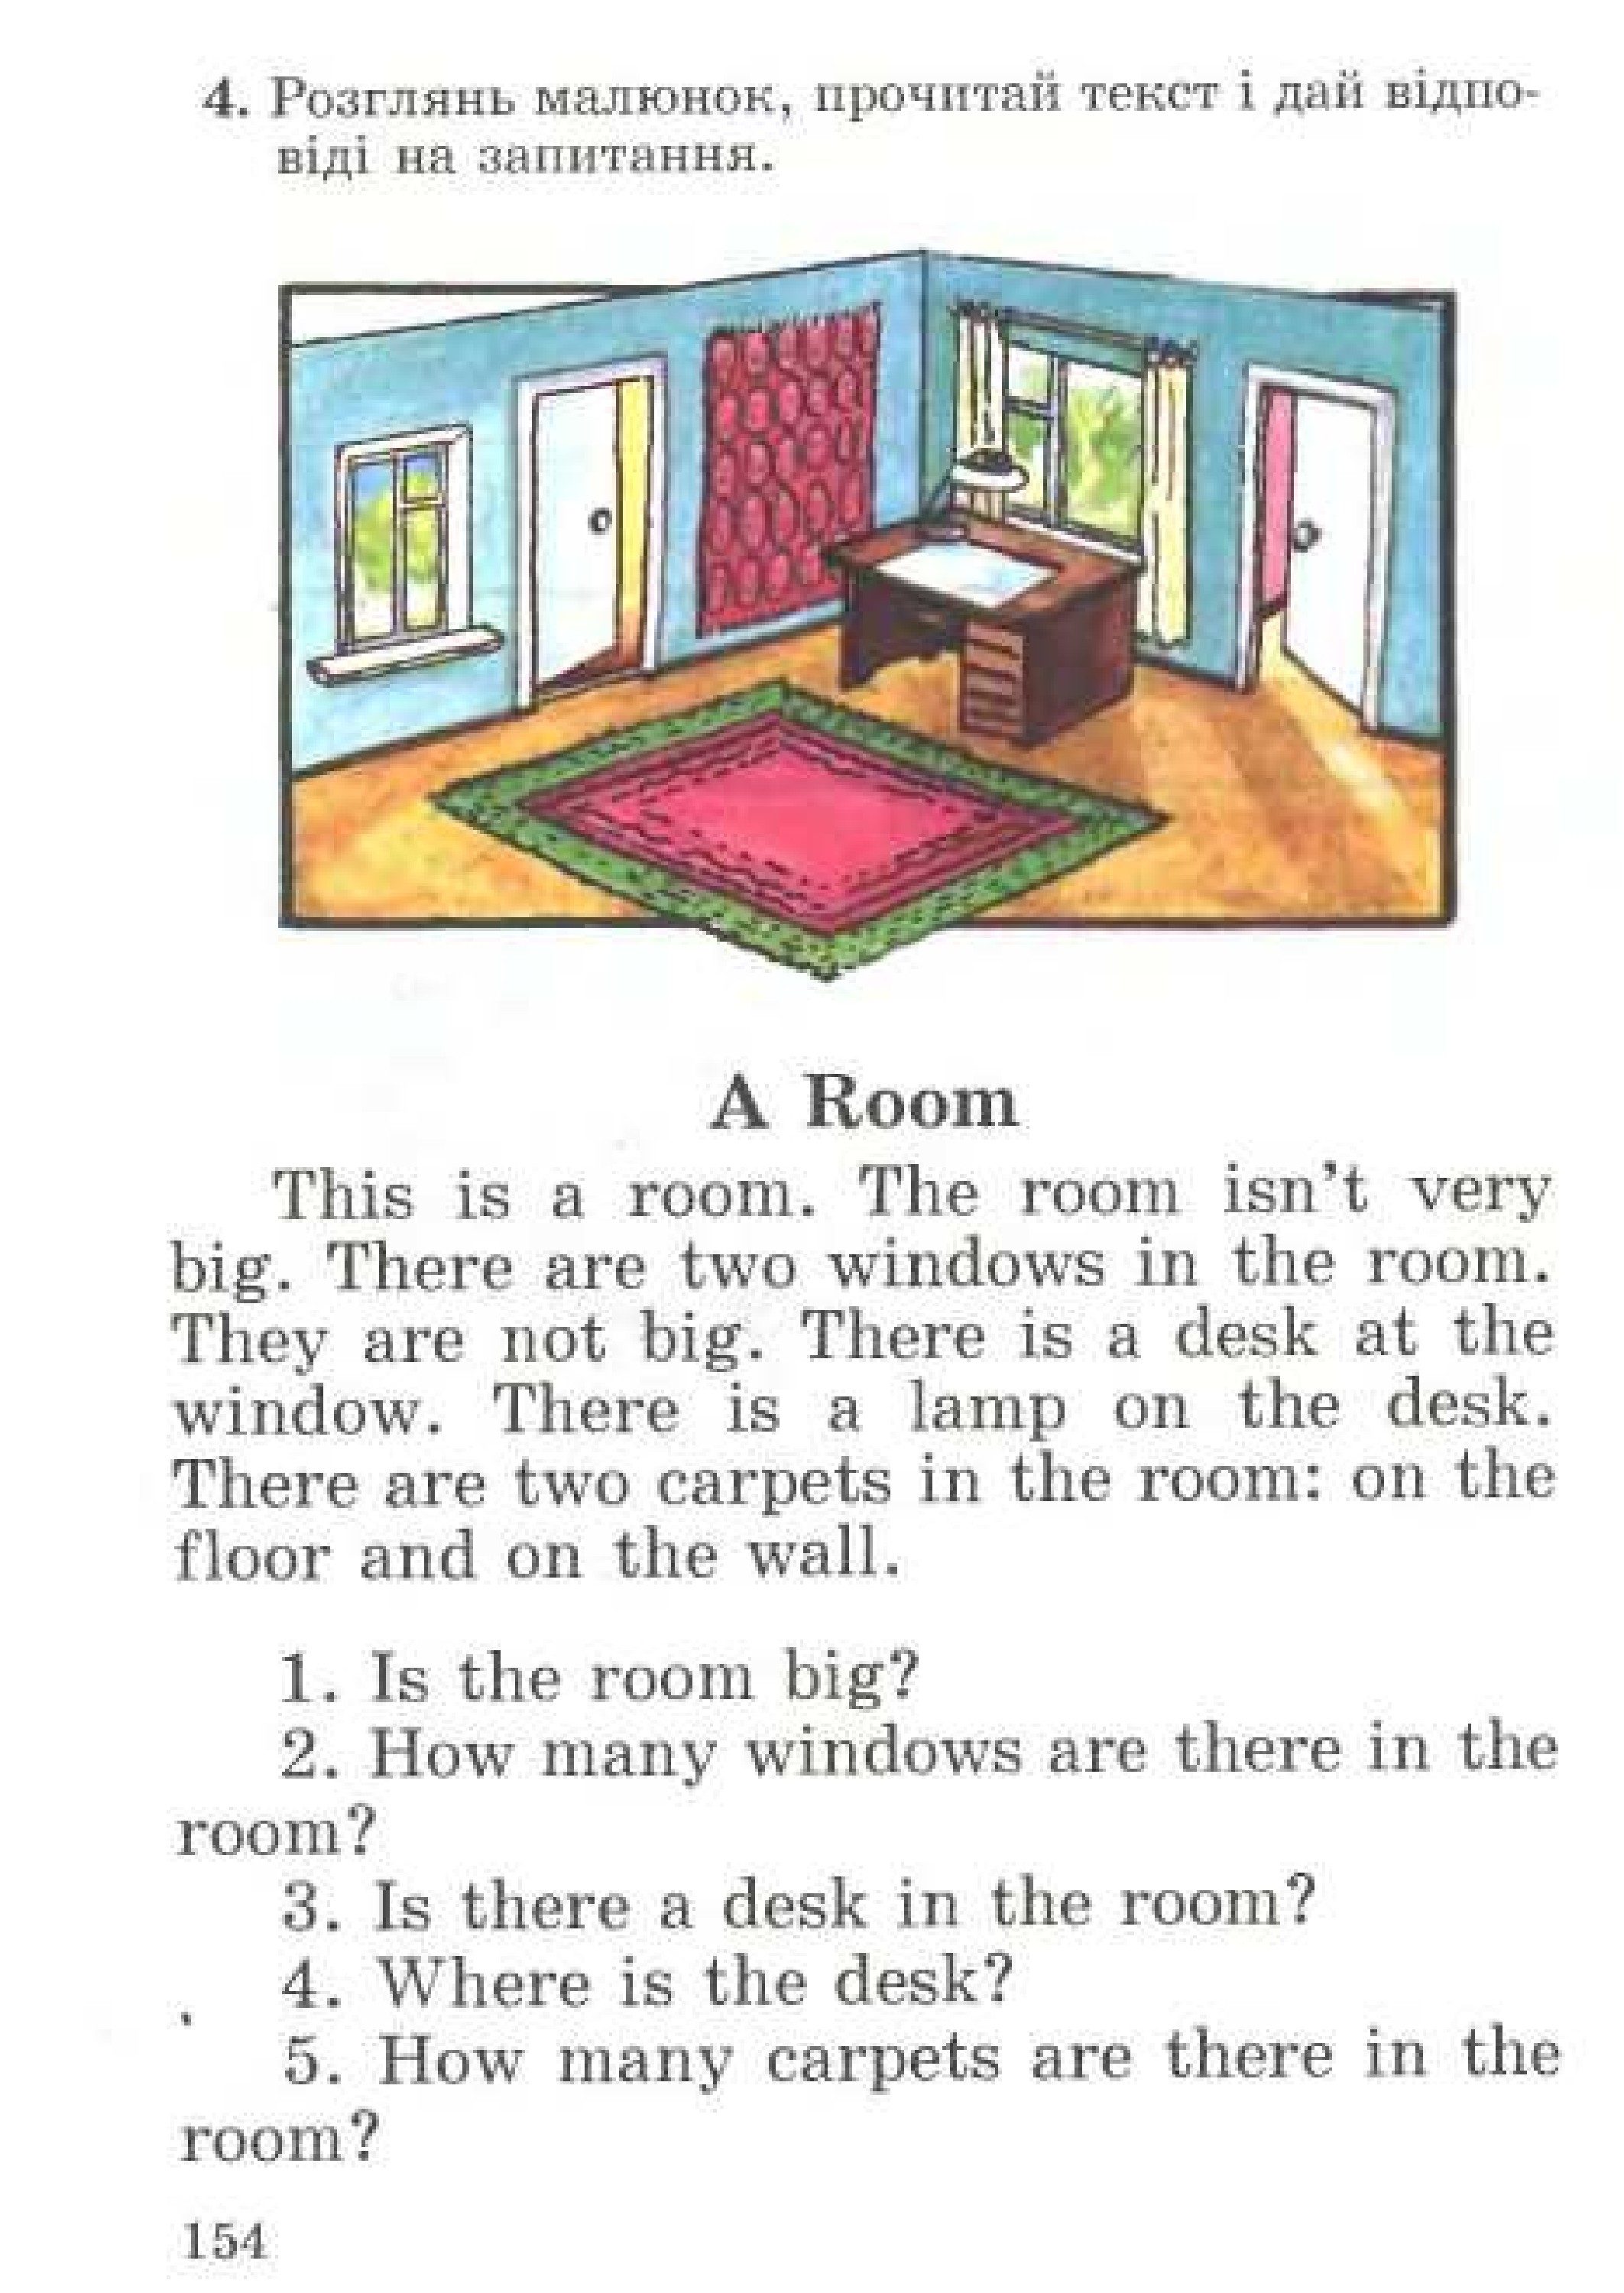 4. Розглянь малюнок, прочитай текст і дай відпо-
віді на запитання.
A Room
This is a room. The room isn't very
big. There are two windows in the room.
They are not big. There is a desk at the
window. There is a lamp on the desk.
There are two carpets in the room: on the
floor and on the wall.
1. Is the room big?
2. How many windows are there in the
room?
3. Is there a desk in the room?
4. Where is the desk?
5. How many carpets are there in the
room?
154